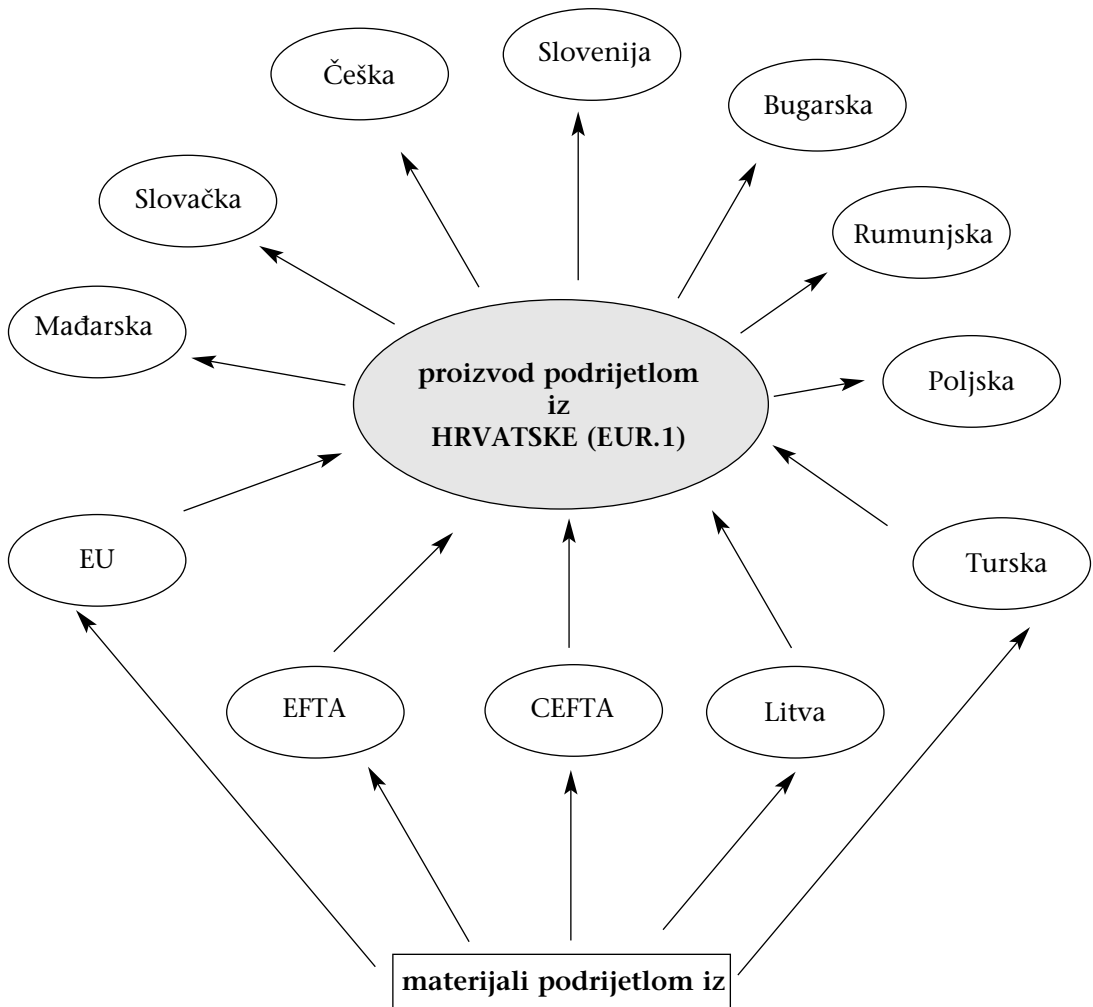 Slovenija
Češka
Bugarska
Slovačka
Rumunjska
Mađarska
Poljska
proizvod podrijetlom
iz
HRVATSKE (EUR.1)
EU
Turska
EFTA
CEFTA
Litva
materijali podrijetlom iz